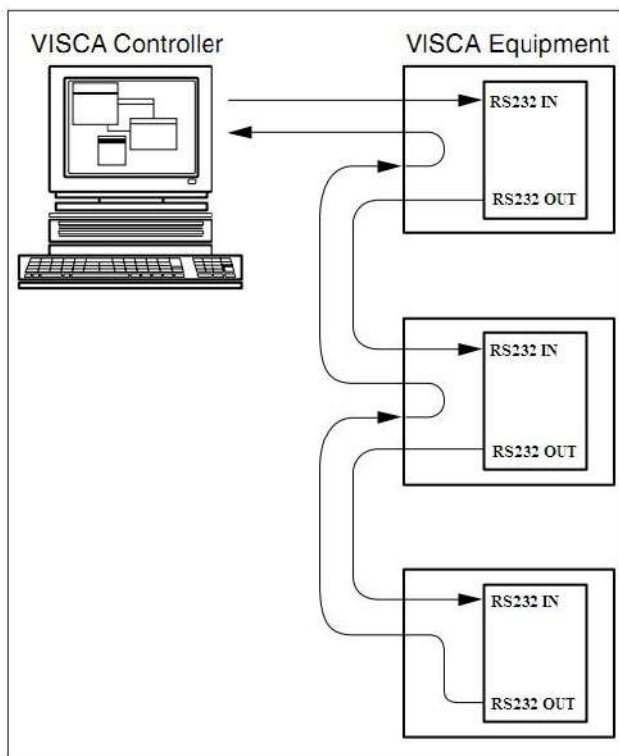 VISCA Controller
VISCA Equipment
RS232 IN
RS232 OUT
RS232 IN
RS232 OUT
RS232 IN
RS232 OUT